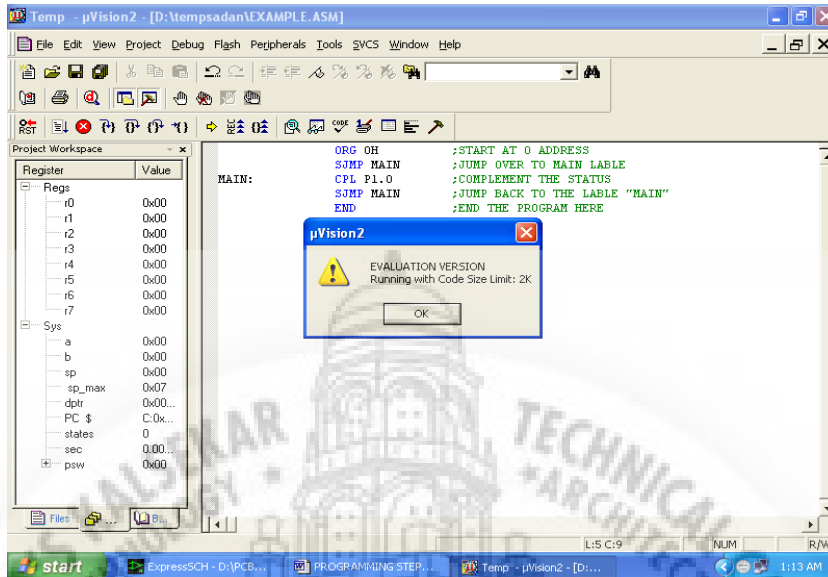 Temp - µVision2 - [D:\tempsadan\EXAMPLE.ASM]
File Edit View Project Debug Flash Peripherals Tools SVCS Window Help
RST
CODE
Project Workspace
Register Value
Regs
r0 0x00
r1 0x00
r2 0x00
r3 0x00
r4 0x00
r5 0x00
r6 0x00
r7 0x00
Sys
a 0x00
b 0x00
sp 0x00
sp_max 0x07
dptr 0x00...
PC $ C:0x...
states 0
sec 0.00...
psw 0x00
Files ... B...
ORG 0H ;START AT 0 ADDRESS
SJMP MAIN ;JUMP OVER TO MAIN LABLE
MAIN: CPL P1.0 ;COMPLEMENT THE STATUS
SJMP MAIN ;JUMP BACK TO THE LABLE "MAIN"
END ;END THE PROGRAM HERE
µVision2
EVALUATION VERSION
Running with Code Size Limit: 2K
OK
KALSEKAR TECHNICAL
L:5 C:9 NUM R/W
start ExpressSCH - D:\PCB... PROGRAMMING STEP... Temp - µVision2 - [D:... 1:13 AM